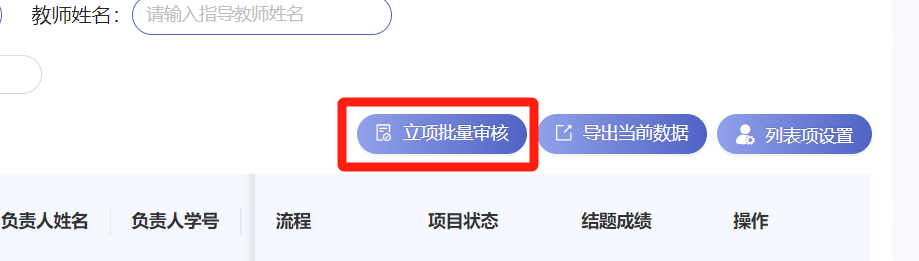 教师姓名： 请输入指导教师姓名
立项批量审核 导出当前数据 列表项设置
负责人姓名 负责人学号 流程 项目状态 结题成绩 操作